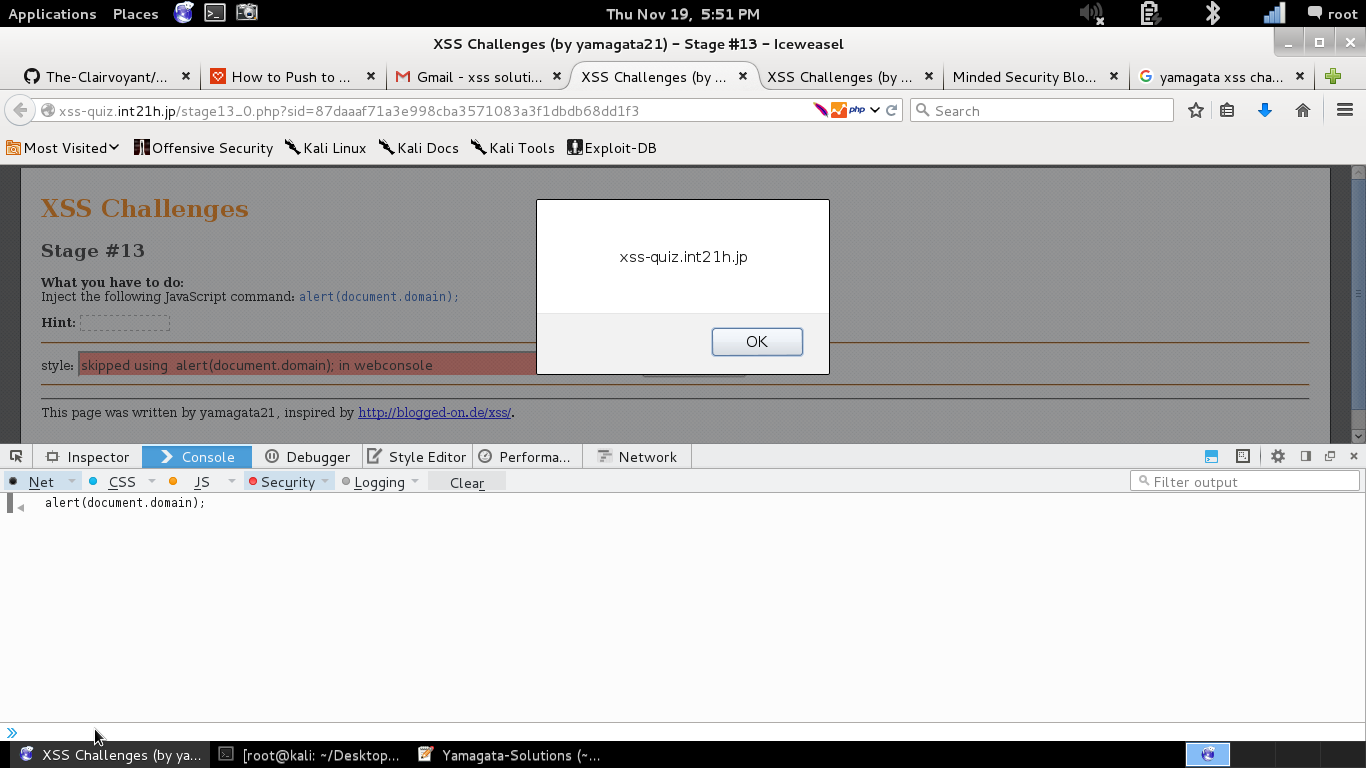 Applications Places Thu Nov 19, 5:51 PM root
XSS Challenges (by yamagata21) - Stage #13 - Iceweasel
The-Clairvoyant/... How to Push to ... Gmail - xss soluti... XSS Challenges (by ... XSS Challenges (by ... Minded Security Blo... yamagata xss cha...
xss-quiz.int21h.jp/stage13_0.php?sid=87daaaf71a3e998cba3571083a3f1dbdb68dd1f3 php Search
Most Visited Offensive Security Kali Linux Kali Docs Kali Tools Exploit-DB
XSS Challenges
Stage #13
What you have to do:
Inject the following JavaScript command: alert(document.domain);
Hint:
style: skipped using alert(document.domain); in webconsole
This page was written by yamagata21, inspired by http://blogged-on.de/xss/.
xss-quiz.int21h.jp
OK
Inspector Console Debugger Style Editor Performa... Network
Net CSS JS Security Logging Clear Filter output
alert(document.domain);
XSS Challenges (by ya... [root@kali: ~/Desktop... Yamagata-Solutions (~...